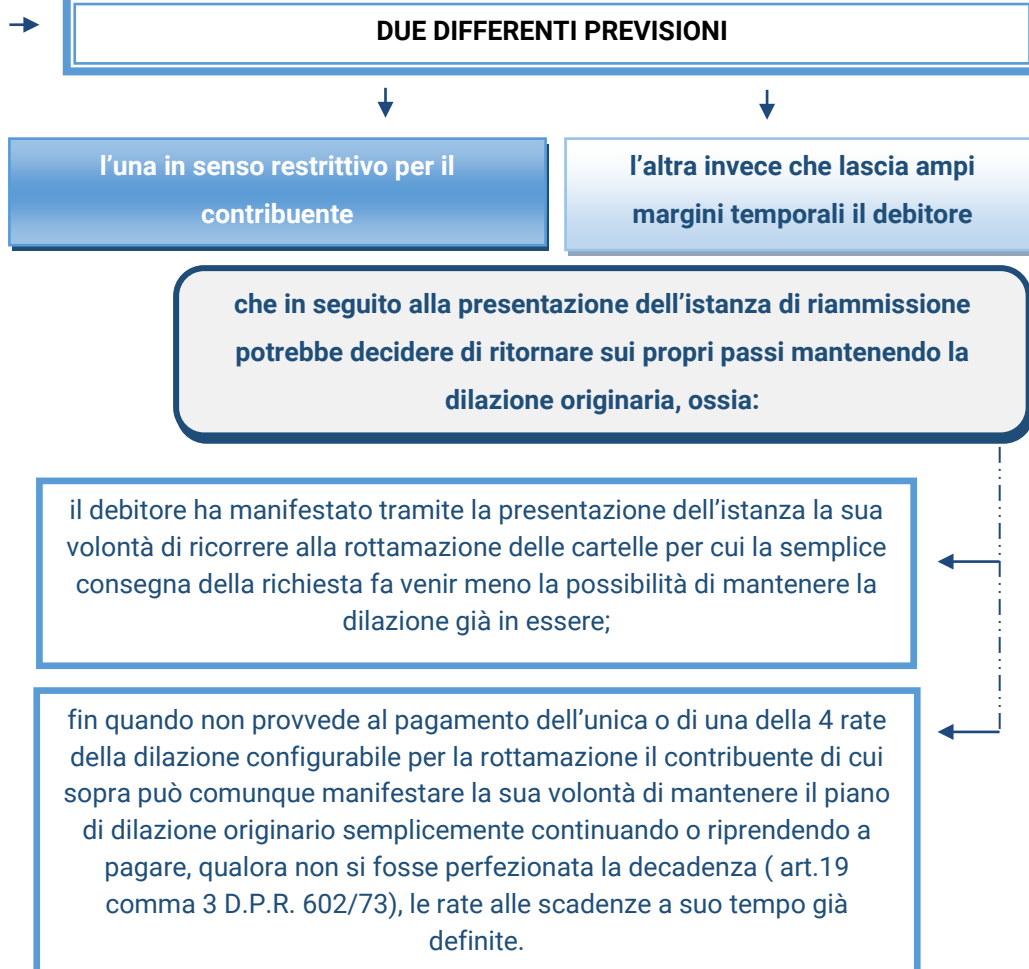 DUE DIFFERENTI PREVISIONI
l’una in senso restrittivo per il
contribuente
l’altra invece che lascia ampi
margini temporali il debitore
che in seguito alla presentazione dell’istanza di riammissione
potrebbe decidere di ritornare sui propri passi mantenendo la
dilazione originaria, ossia:
il debitore ha manifestato tramite la presentazione dell’istanza la sua
volontà di ricorrere alla rottamazione delle cartelle per cui la semplice
consegna della richiesta fa venir meno la possibilità di mantenere la
dilazione già in essere;
fin quando non provvede al pagamento dell’unica o di una della 4 rate
della dilazione configurabile per la rottamazione il contribuente di cui
sopra può comunque manifestare la sua volontà di mantenere il piano
di dilazione originario semplicemente continuando o riprendendo a
pagare, qualora non si fosse perfezionata la decadenza ( art.19
comma 3 D.P.R. 602/73), le rate alle scadenze a suo tempo già
definite.